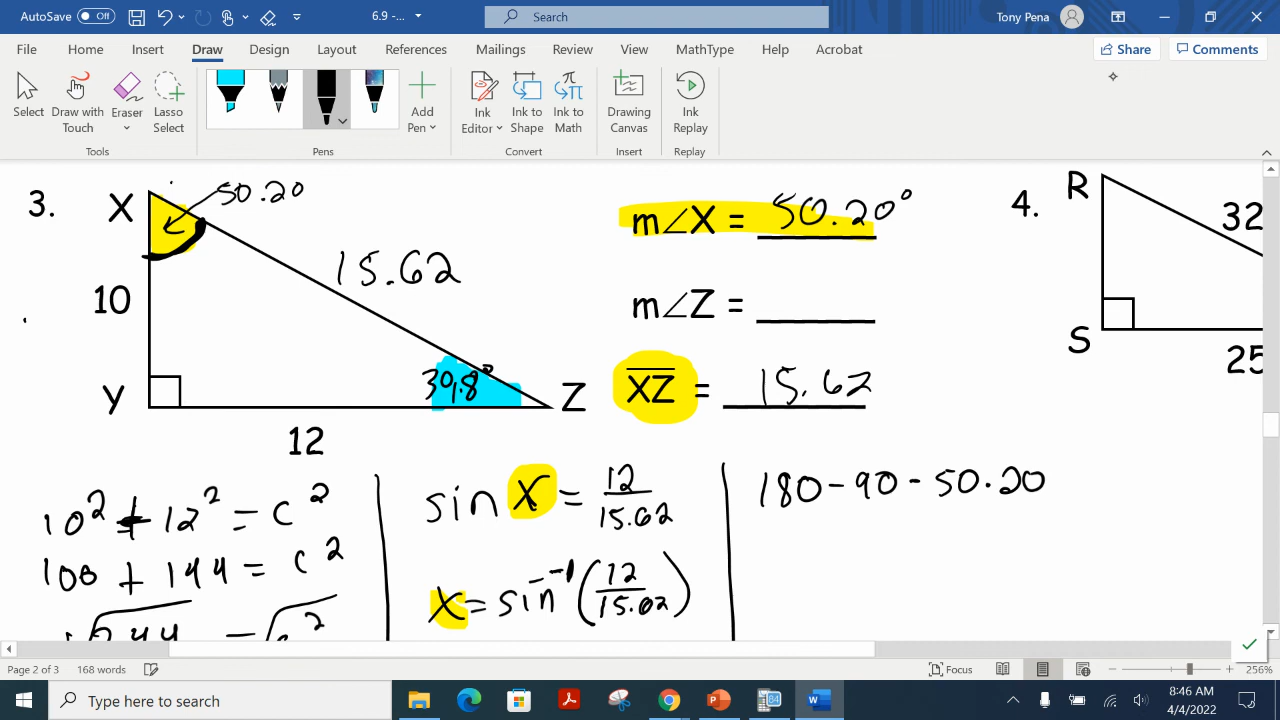 AutoSave Off
6.9 -...
Search
Tony Pena
File Home Insert Draw Design Layout References Mailings Review View MathType Help Acrobat
Share
Comments
Select
Draw with Touch
Eraser
Lasso Select
Add Pen
Ink Editor
Ink to Shape
Ink to Math
Drawing Canvas
Ink Replay
Tools
Pens
Convert
Insert
Replay
3.
X
50.20
10
15.62
Y
39.8°
Z
12
m∠X = 50.20°
m∠Z =
XZ = 15.62
4.
R
32
S
25
10² + 12² = c²
100 + 144 = c²
√244 = √c²
sin X = 12/15.62
X = sin⁻¹(12/15.62)
180 - 90 - 50.20
Page 2 of 3
168 words
Focus
256%
Type here to search
8:46 AM
4/4/2022